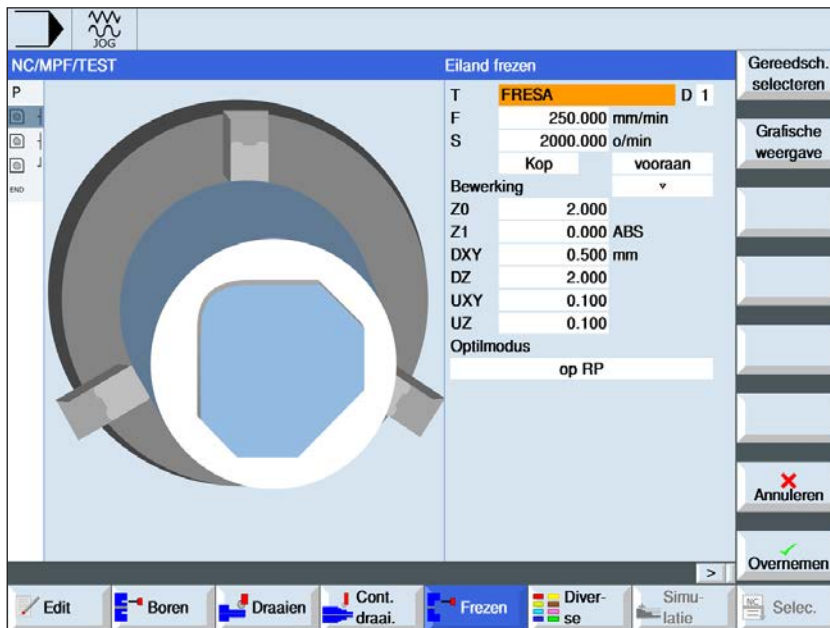 JOG
NC/MPF/TEST
Eiland frezen
P
END
T FRESA D 1
F 250.000 mm/min
S 2000.000 o/min
Kop vooraan
Bewerking ▿
Z0 2.000
Z1 0.000 ABS
DXY 0.500 mm
DZ 2.000
UXY 0.100
UZ 0.100
Optilmodus
op RP
Gereedsch.
selecteren
Grafische
weergave
Annuleren
Overnemen
>
Edit
Boren
Draaien
Cont.
draai.
Frezen
Diver-
se
Simu-
latie
NC
Selec.